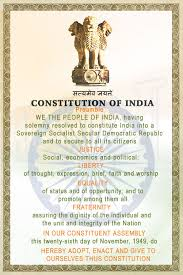 सत्यमेव जयते
CONSTITUTION OF INDIA
Preamble
WE THE PEOPLE OF INDIA, having
solemnly resolved to constitute India into a
Sovereign Socialist Secular Democratic Republc
and to secure to all its citizens
JUSTICE
Social, economics and political:
LIBERTY
of thought, expression, brief, faith and worship
EQUALITY
of status and of opportunity, and to
promote among them all
FRATERNITY
assuring the diginity of the individual and
the unity and integrity of the Nation
IN OUR CONSTITUENT ASSEMBLY
this twenty-sixth day of November, 1949, do
HEREBY ADOPT, ENACT AND GIVE TO
OURSELVES THUS CONSTITUTION